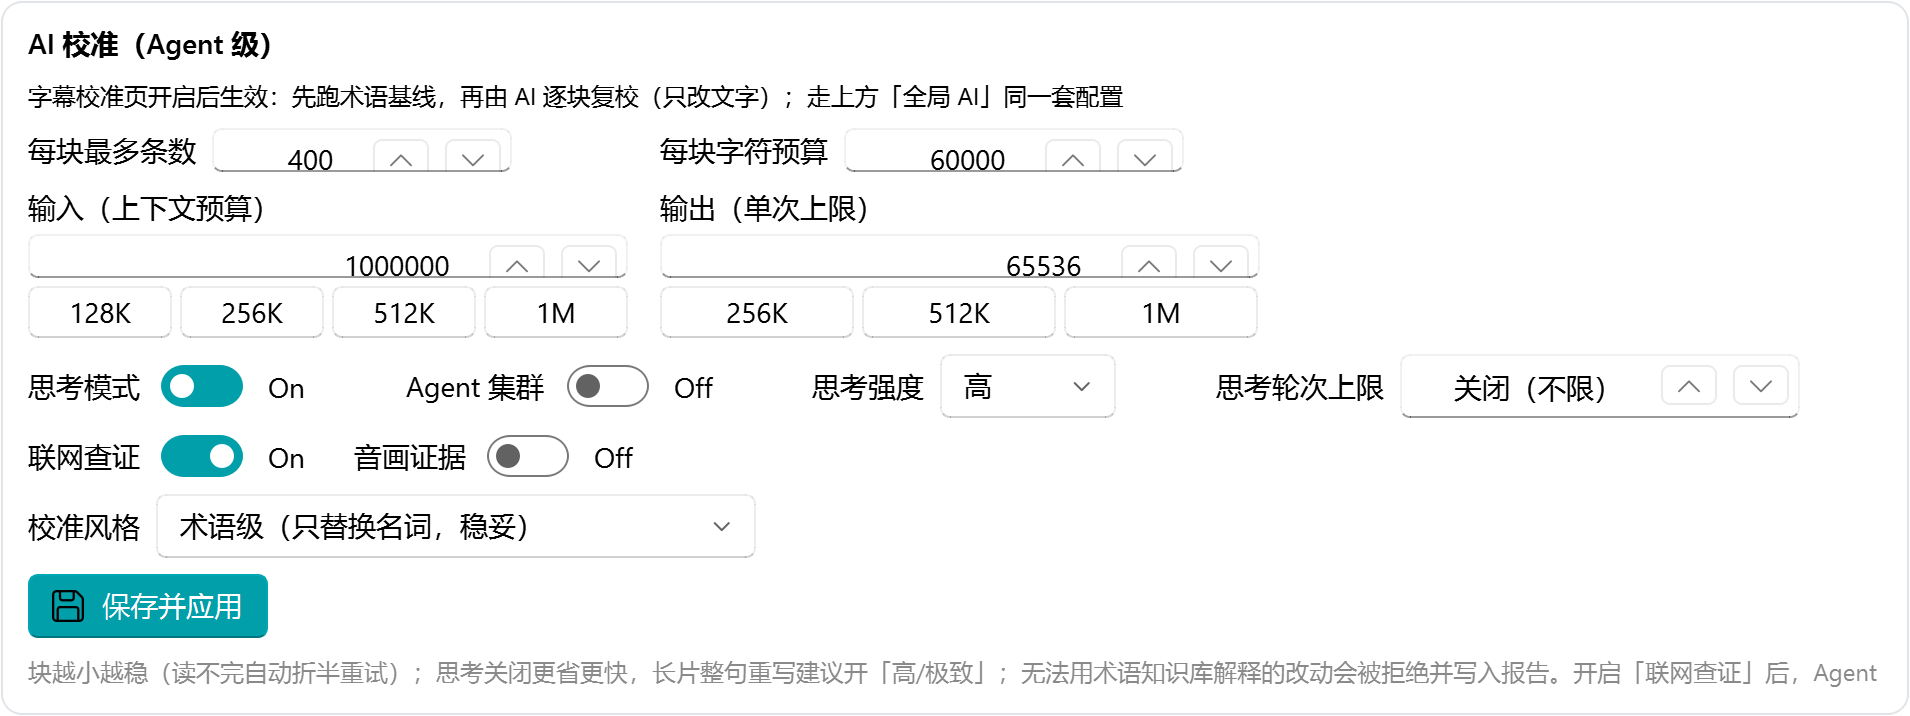 AI 校准（Agent 级）
字幕校准页开启后生效：先跑术语基线，再由 AI 逐块复校（只改文字）；走上方「全局 AI」同一套配置
每块最多条数 400 每块字符预算 60000
输入（上下文预算） 输出（单次上限）
1000000 65536
128K 256K 512K 1M 256K 512K 1M
思考模式 On Agent 集群 Off 思考强度 高 思考轮次上限 关闭（不限）
联网查证 On 音画证据 Off
校准风格 术语级（只替换名词，稳妥）
保存并应用
块越小越稳（读不完自动折半重试）；思考关闭更省更快，长片整句重写建议开「高/极致」；无法用术语知识库解释的改动会被拒绝并写入报告。开启「联网查证」后，Agent